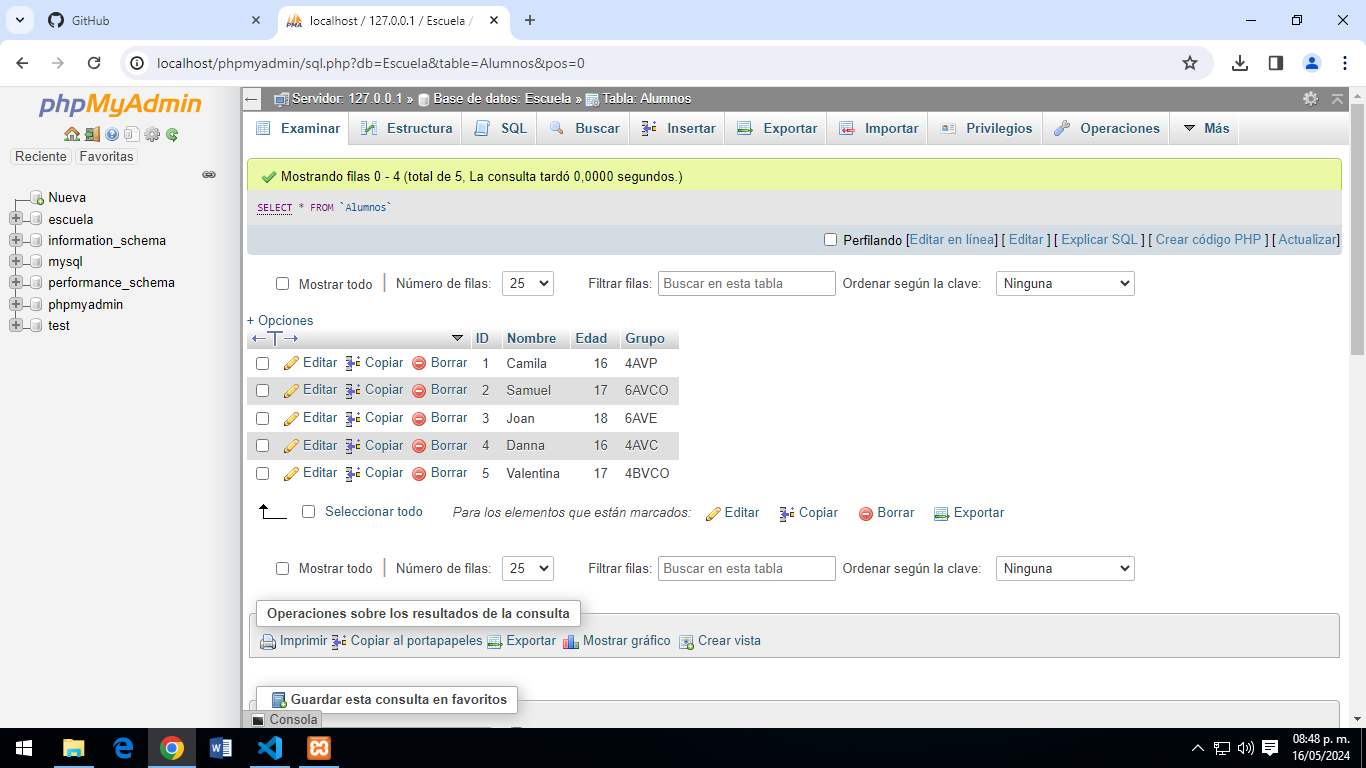 GitHub
localhost / 127.0.0.1 / Escuela /
localhost/phpmyadmin/sql.php?db=Escuela&table=Alumnos&pos=0
phpMyAdmin
Reciente Favoritas
Nueva
escuela
information_schema
mysql
performance_schema
phpmyadmin
test
Servidor: 127.0.0.1 » Base de datos: Escuela » Tabla: Alumnos
Examinar Estructura SQL Buscar Insertar Exportar Importar Privilegios Operaciones Más
Mostrando filas 0 - 4 (total de 5, La consulta tardó 0,0000 segundos.)
SELECT * FROM `Alumnos`
Perfilando [Editar en línea] [ Editar ] [ Explicar SQL ] [ Crear código PHP ] [ Actualizar]
Mostrar todo Número de filas: 25 Filtrar filas: Buscar en esta tabla Ordenar según la clave: Ninguna
+ Opciones
ID Nombre Edad Grupo
Editar Copiar Borrar 1 Camila 16 4AVP
Editar Copiar Borrar 2 Samuel 17 6AVCO
Editar Copiar Borrar 3 Joan 18 6AVE
Editar Copiar Borrar 4 Danna 16 4AVC
Editar Copiar Borrar 5 Valentina 17 4BVCO
Seleccionar todo Para los elementos que están marcados: Editar Copiar Borrar Exportar
Mostrar todo Número de filas: 25 Filtrar filas: Buscar en esta tabla Ordenar según la clave: Ninguna
Operaciones sobre los resultados de la consulta
Imprimir Copiar al portapapeles Exportar Mostrar gráfico Crear vista
Guardar esta consulta en favoritos
Consola
08:48 p. m.
16/05/2024